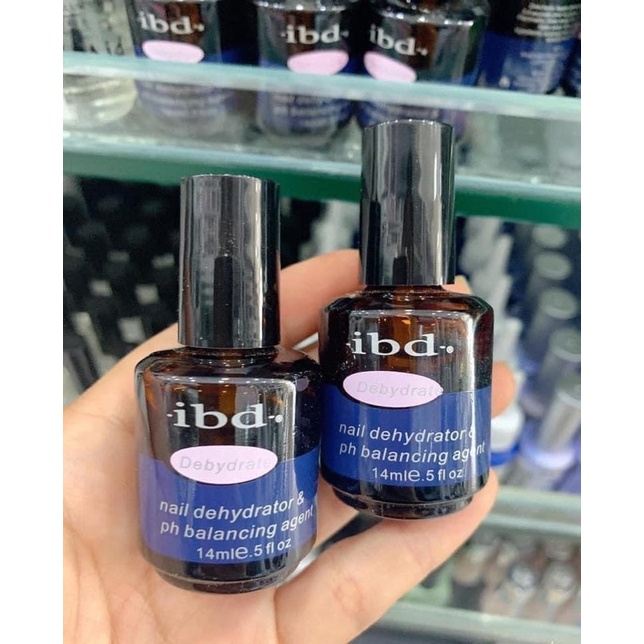 ibd
ibd
ibd
ibd
Debydrate
nail dehydrator &
ph balancing agent
14ml℮.5 fl oz
ibd
Debydrate
nail dehydrator &
ph balancing agent
14ml℮.5 fl oz